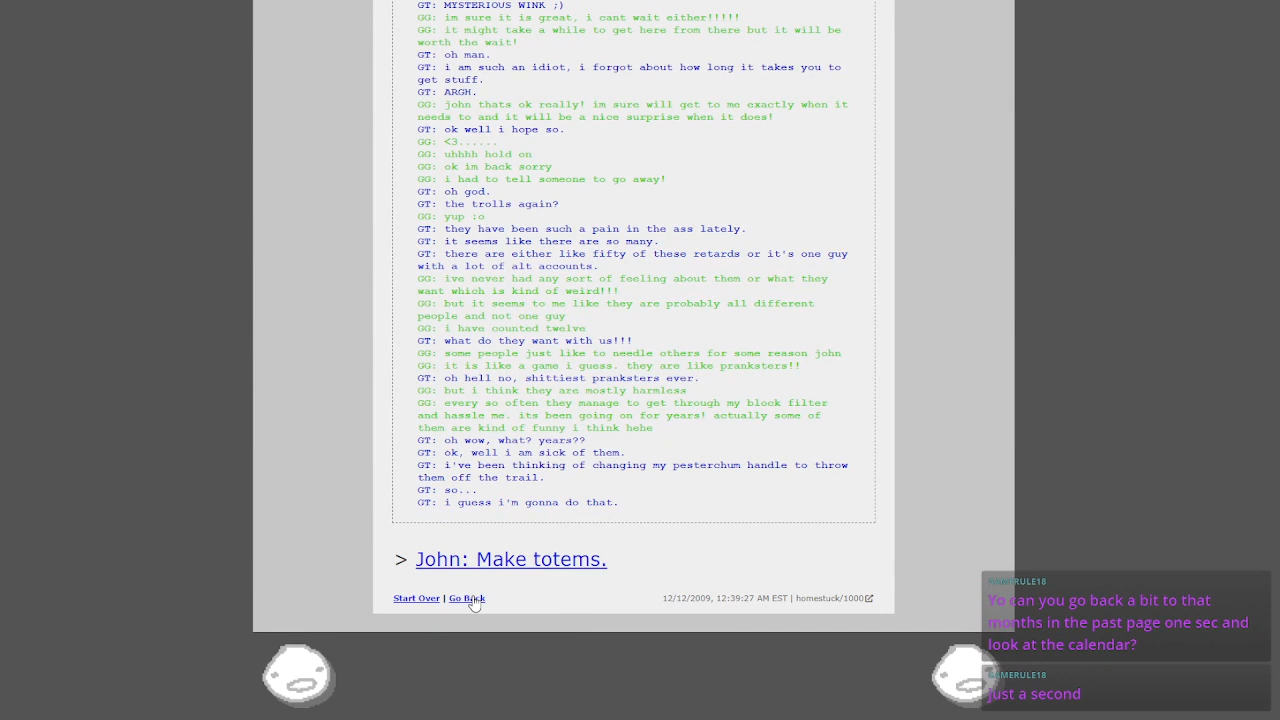 GT: MYSTERIOUS WINK ;)
GG: im sure it is great, i cant wait either!!!!!
GG: it might take a while to get here from there but it will be
worth the wait!
GT: oh man.
GT: i am such an idiot, i forgot about how long it takes you to
get stuff.
GT: ARGH.
GG: john thats ok really! im sure will get to me exactly when it
needs to and it will be a nice surprise when it does!
GT: ok well i hope so.
GG: <3......
GG: uhhhh hold on
GG: ok im back sorry
GG: i had to tell someone to go away!
GT: oh god.
GT: the trolls again?
GG: yup :o
GT: they have been such a pain in the ass lately.
GT: it seems like there are so many.
GT: there are either like fifty of these retards or it's one guy
with a lot of alt accounts.
GG: ive never had any sort of feeling about them or what they
want which is kind of weird!!!
GG: but it seems to me like they are probably all different
people and not one guy
GG: i have counted twelve
GT: what do they want with us!!!
GG: some people just like to needle others for some reason john
GG: it is like a game i guess. they are like pranksters!!
GT: oh hell no, shittiest pranksters ever.
GG: but i think they are mostly harmless
GG: every so often they manage to get through my block filter
and hassle me. its been going on for years! actually some of
them are kind of funny i think hehe
GT: oh wow, what? years??
GT: ok, well i am sick of them.
GT: i've been thinking of changing my pesterchum handle to throw
them off the trail.
GT: so...
GT: i guess i'm gonna do that.
> John: Make totems.
Start Over | Go Back
12/12/2009, 12:39:27 AM EST | homestuck/1000
GAMERULE18
Yo can you go back a bit to that
months in the past page one sec and
look at the calendar?
GAMERULE18
just a second